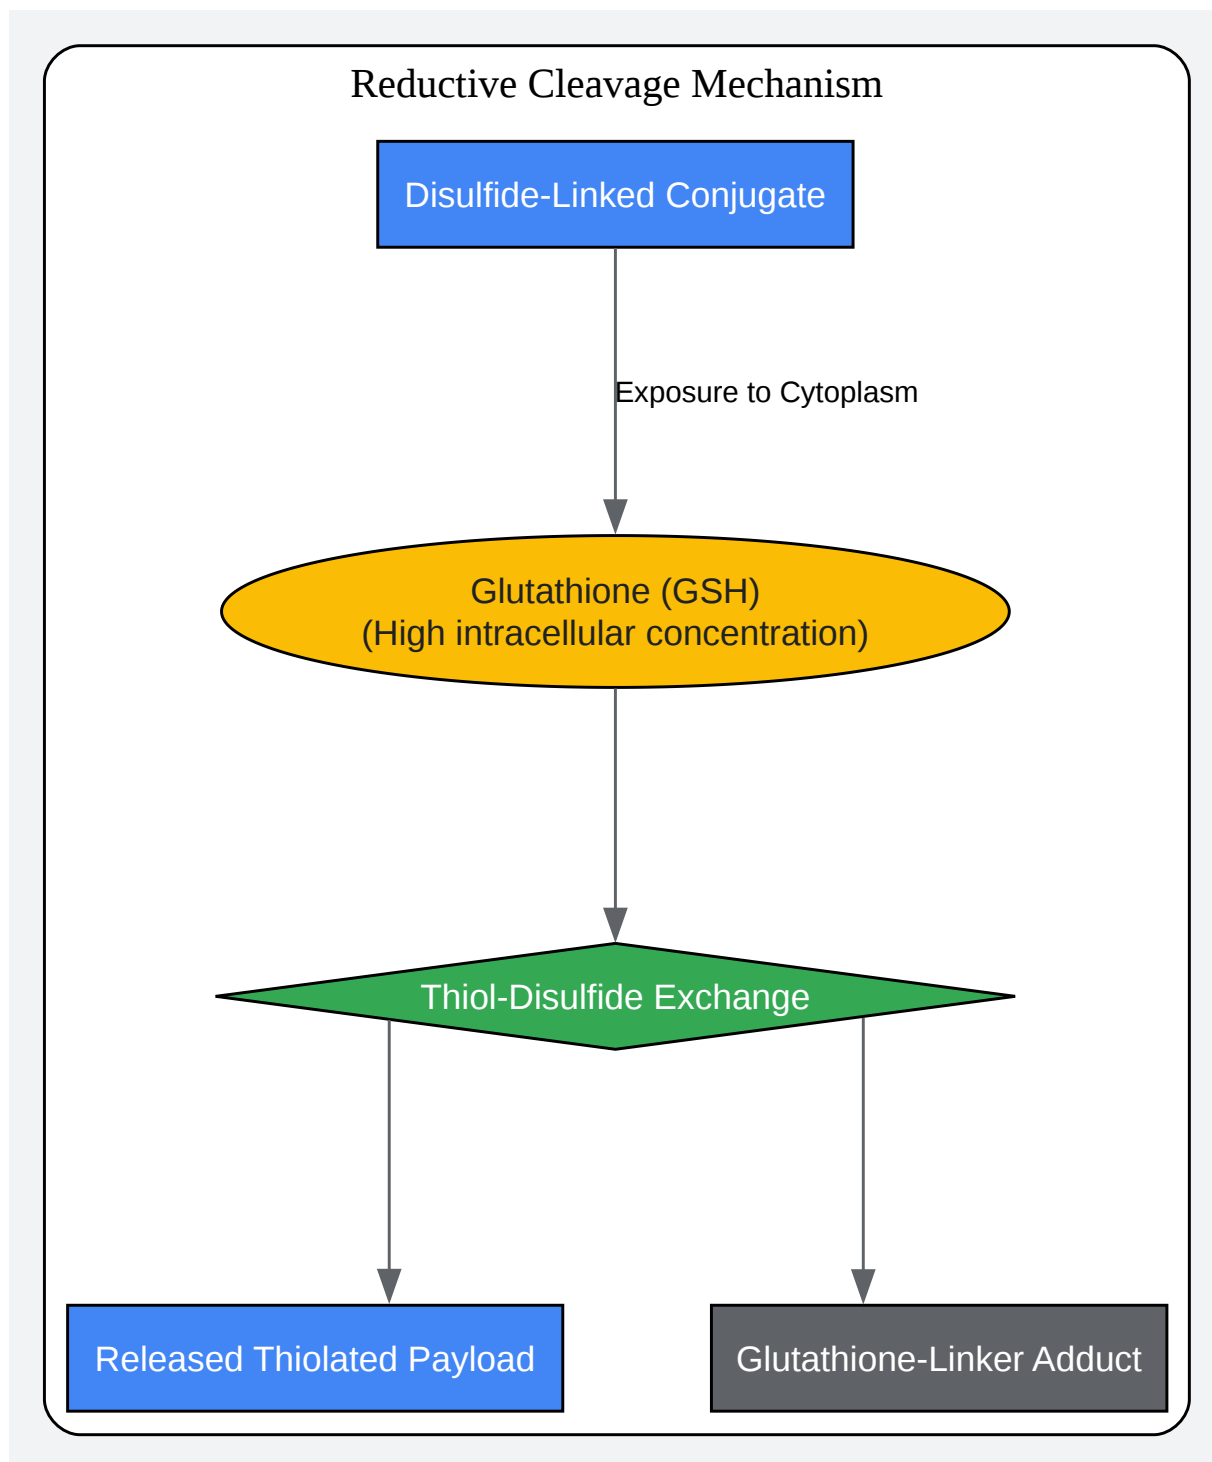 Reductive Cleavage Mechanism
Disulfide-Linked Conjugate
Exposure to Cytoplasm
Glutathione (GSH)
(High intracellular concentration)
Thiol-Disulfide Exchange
Released Thiolated Payload
Glutathione-Linker Adduct